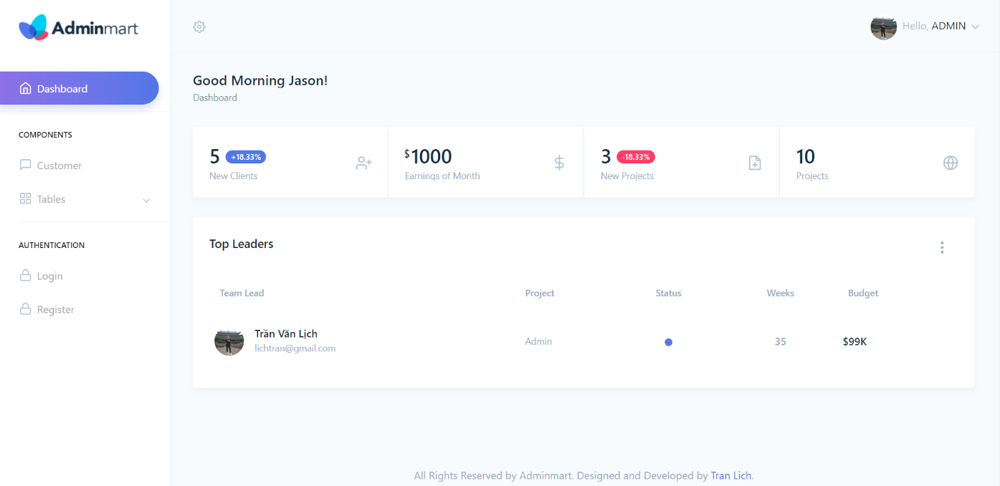 Adminmart
Hello, ADMIN
Dashboard
COMPONENTS
Customer
Tables
AUTHENTICATION
Login
Register
Good Morning Jason!
Dashboard
5 +18.33%
New Clients
$1000
Earnings of Month
3 -18.33%
New Projects
10
Projects
Top Leaders
Team Lead Project Status Weeks Budget
Trần Văn Lịch
lichtran@gmail.com
Admin 35 $99K
All Rights Reserved by Adminmart. Designed and Developed by Tran Lich.